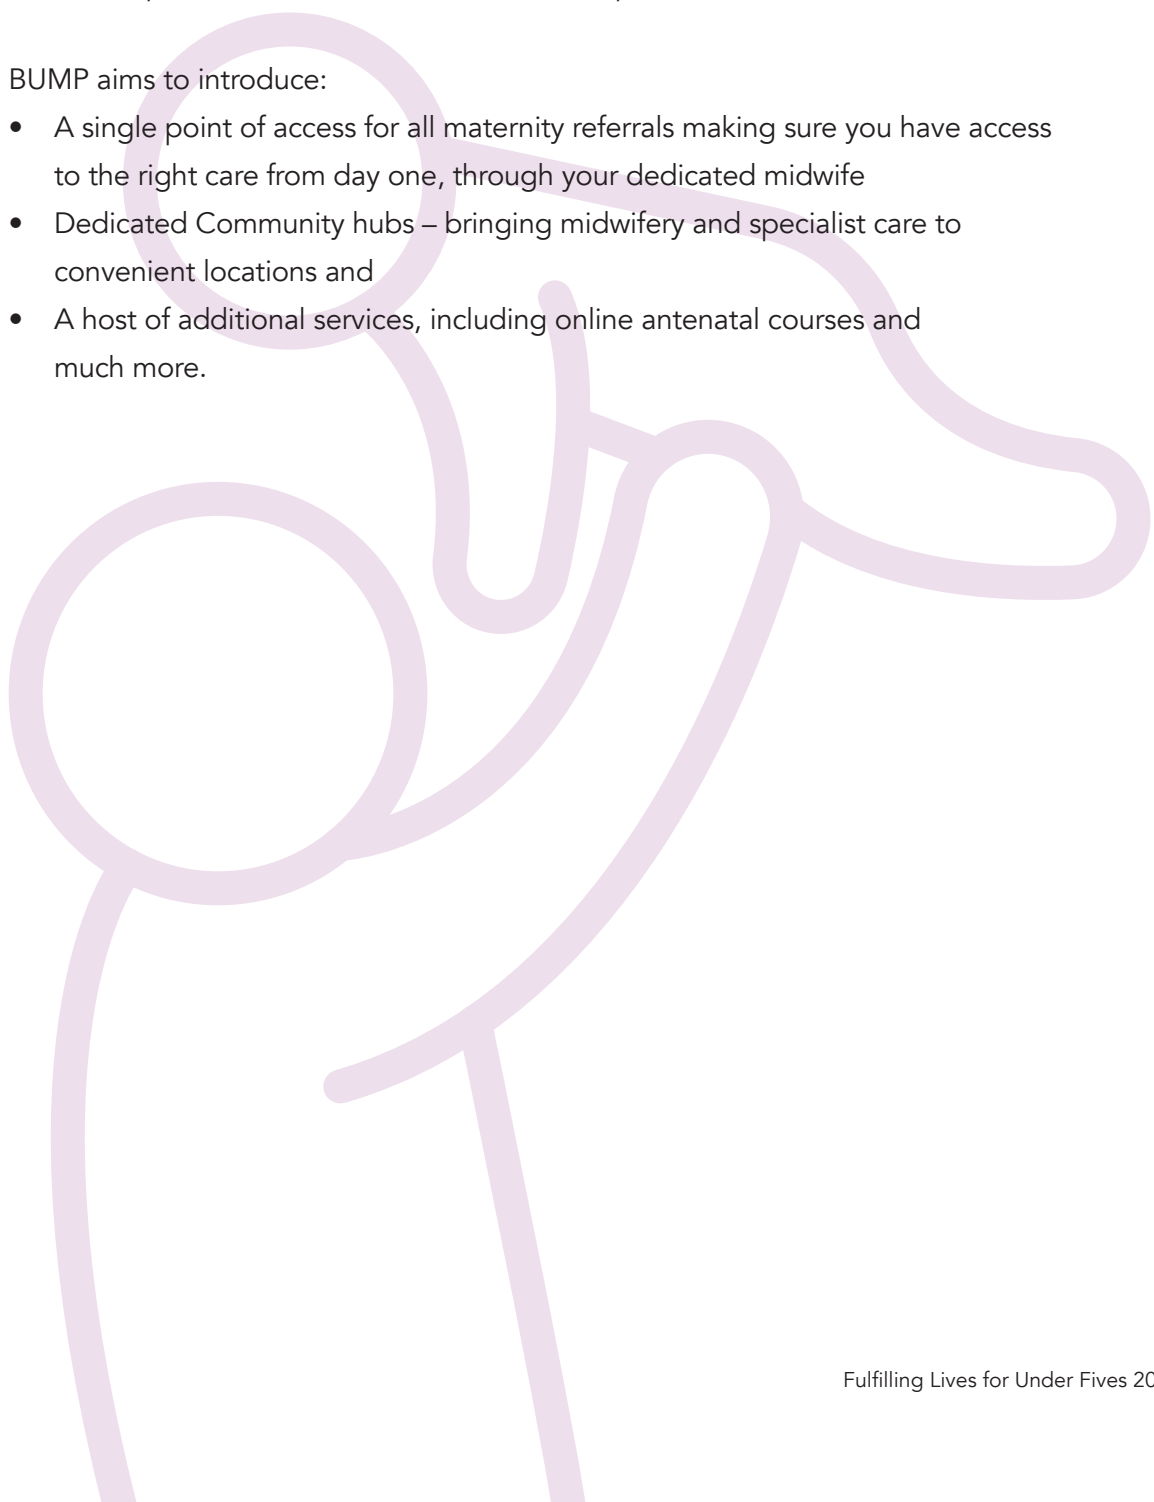 BUMP aims to introduce:
• A single point of access for all maternity referrals making sure you have access
to the right care from day one, through your dedicated midwife
• Dedicated Community hubs – bringing midwifery and specialist care to
convenient locations and
• A host of additional services, including online antenatal courses and
much more.
Fulfilling Lives for Under Fives